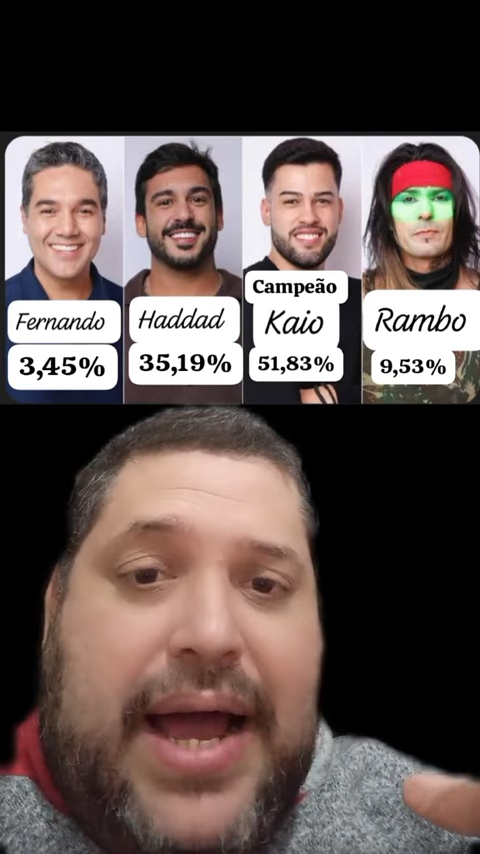 Fernando
3,45%
Haddad
35,19%
Campeão
Kaio
51,83%
Rambo
9,53%